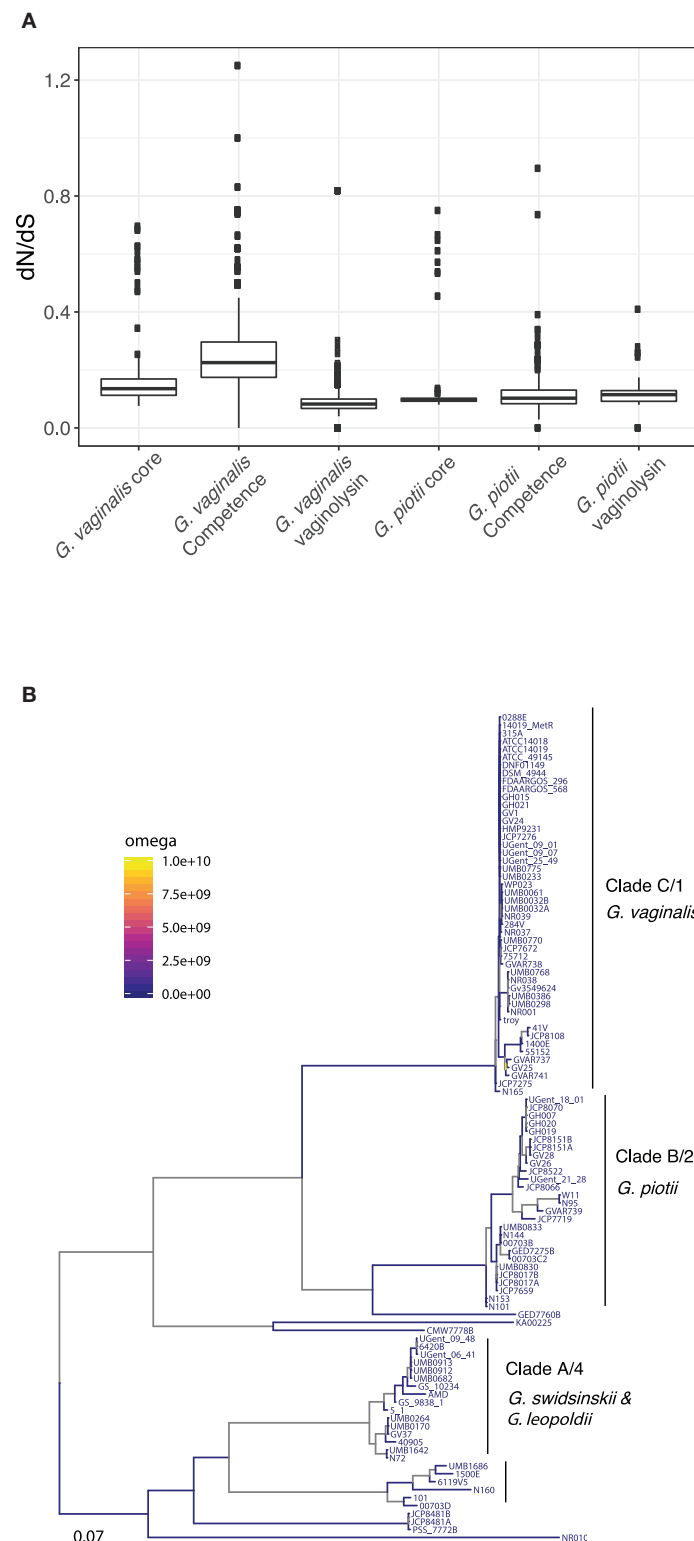 A
dN/dS
1.2
0.8
0.4
0.0
G. vaginalis core
G. vaginalis
Competence
G. vaginalis
vaginolysin
G. piotii core
G. piotii
Competence
G. piotii
vaginolysin
B
omega
1.0e+10
7.5e+09
5.0e+09
2.5e+09
0.0e+00
0288E
14019_MetR
315A
ATCC14018
ATCC14019
ATCC_49145
DNF01149
DSM_4944
FDAARGOS_296
FDAARGOS_568
GH015
GH021
GV1
GV24
HMP9231
JCP7276
UGent_09_01
UGent_09_07
UGent_25_49
UMB0775
UMB0233
WP023
UMB0061
UMB0032B
UMB0032A
NR039
284V
NR037
UMB0770
JCP7672
75712
GVAR738
UMB0768
NR038
Gv3549624
UMB0386
UMB0298
NR001
troy
41V
JCP8108
1400E
55152
GVAR737
GV25
GVAR741
JCP7275
N165
Clade C/1
G. vaginalis
UGent_18_01
JCP8070
GH007
GH020
GH019
JCP8151B
JCP8151A
GV28
GV26
JCP8522
UGent_21_28
JCP8066
W11
N95
GVAR739
JCP7719
UMB0833
N144
00703B
GED7275B
00703C2
UMB0830
JCP8017B
JCP8017A
JCP7659
N153
N101
Clade B/2
G. piotii
GED7760B
KA00225
CMW7778B
UGent_09_48
6420B
UGent_06_41
UMB0913
UMB0912
UMB0682
GS_10234
AMD
GS_9838_1
5_1
UMB0264
UMB0170
GV37
40905
UMB1642
N72
Clade A/4
G. swidsinskii &
G. leopoldii
UMB1686
1500E
6119V5
N160
101
00703D
JCP8481B
JCP8481A
PSS_7772B
NR010
0.07